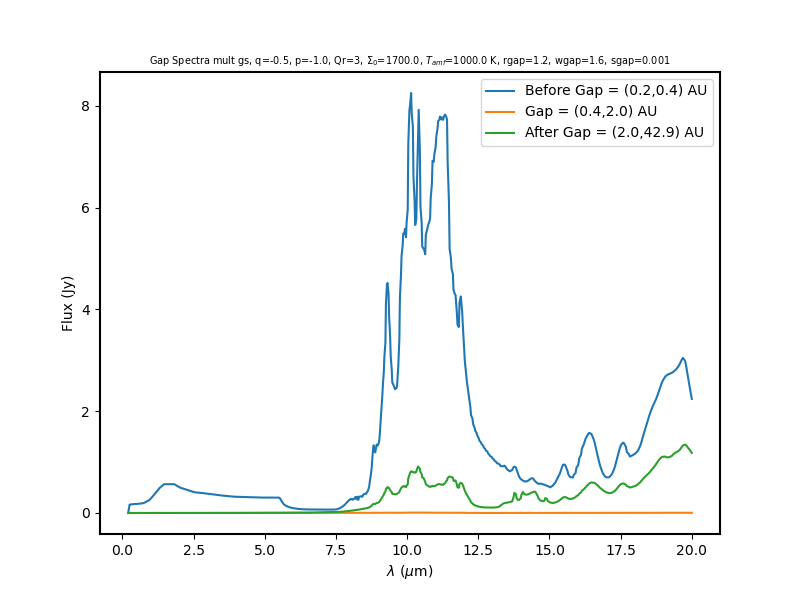 Gap Spectra mult gs, q=-0.5, p=-1.0, Qr=3, Σ₀=1700.0, T_amf=1000.0 K, rgap=1.2, wgap=1.6, sgap=0.001
Before Gap = (0.2,0.4) AU
Gap = (0.4,2.0) AU
After Gap = (2.0,42.9) AU
Flux (Jy)
8
6
4
2
0
0.0 2.5 5.0 7.5 10.0 12.5 15.0 17.5 20.0
λ (μm)